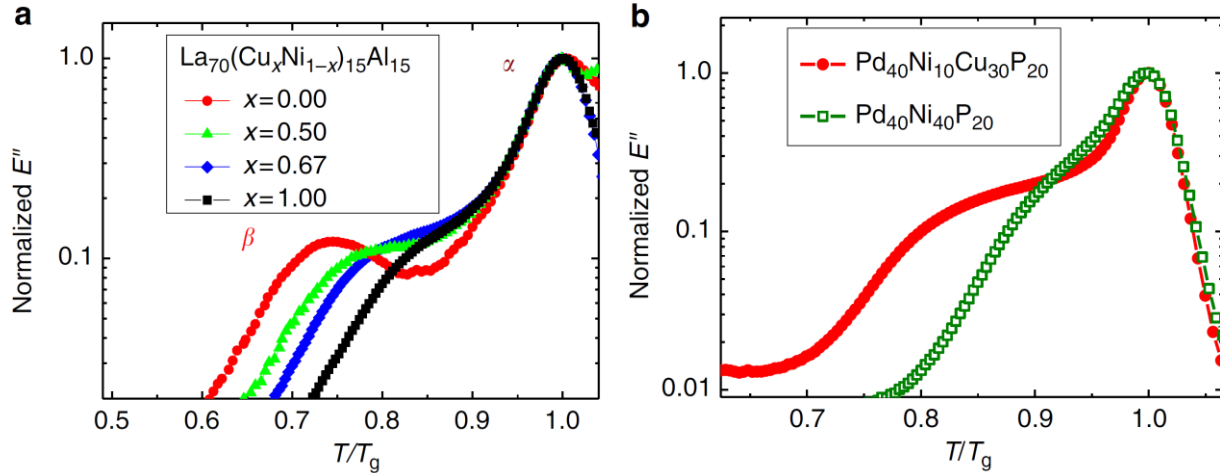 a
La₇₀(CuₓNi₁₋ₓ)₁₅Al₁₅
x = 0.00
x = 0.50
x = 0.67
x = 1.00
α
β
1.0
0.1
Normalized E″
0.5 0.6 0.7 0.8 0.9 1.0
T/Tg
b
Pd₄₀Ni₁₀Cu₃₀P₂₀
Pd₄₀Ni₄₀P₂₀
1.0
0.1
0.01
Normalized E″
0.7 0.8 0.9 1.0
T/Tg